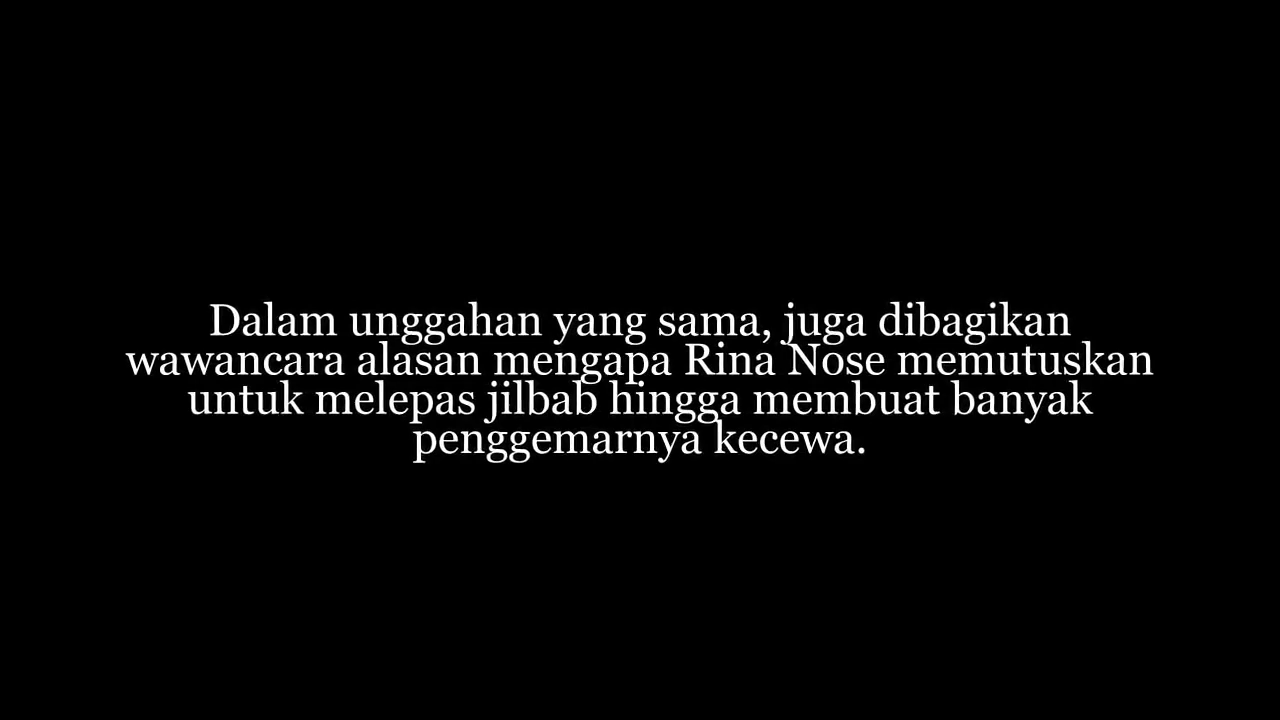 Dalam unggahan yang sama, juga dibagikan
wawancara alasan mengapa Rina Nose memutuskan
untuk melepas jilbab hingga membuat banyak
penggemarnya kecewa.